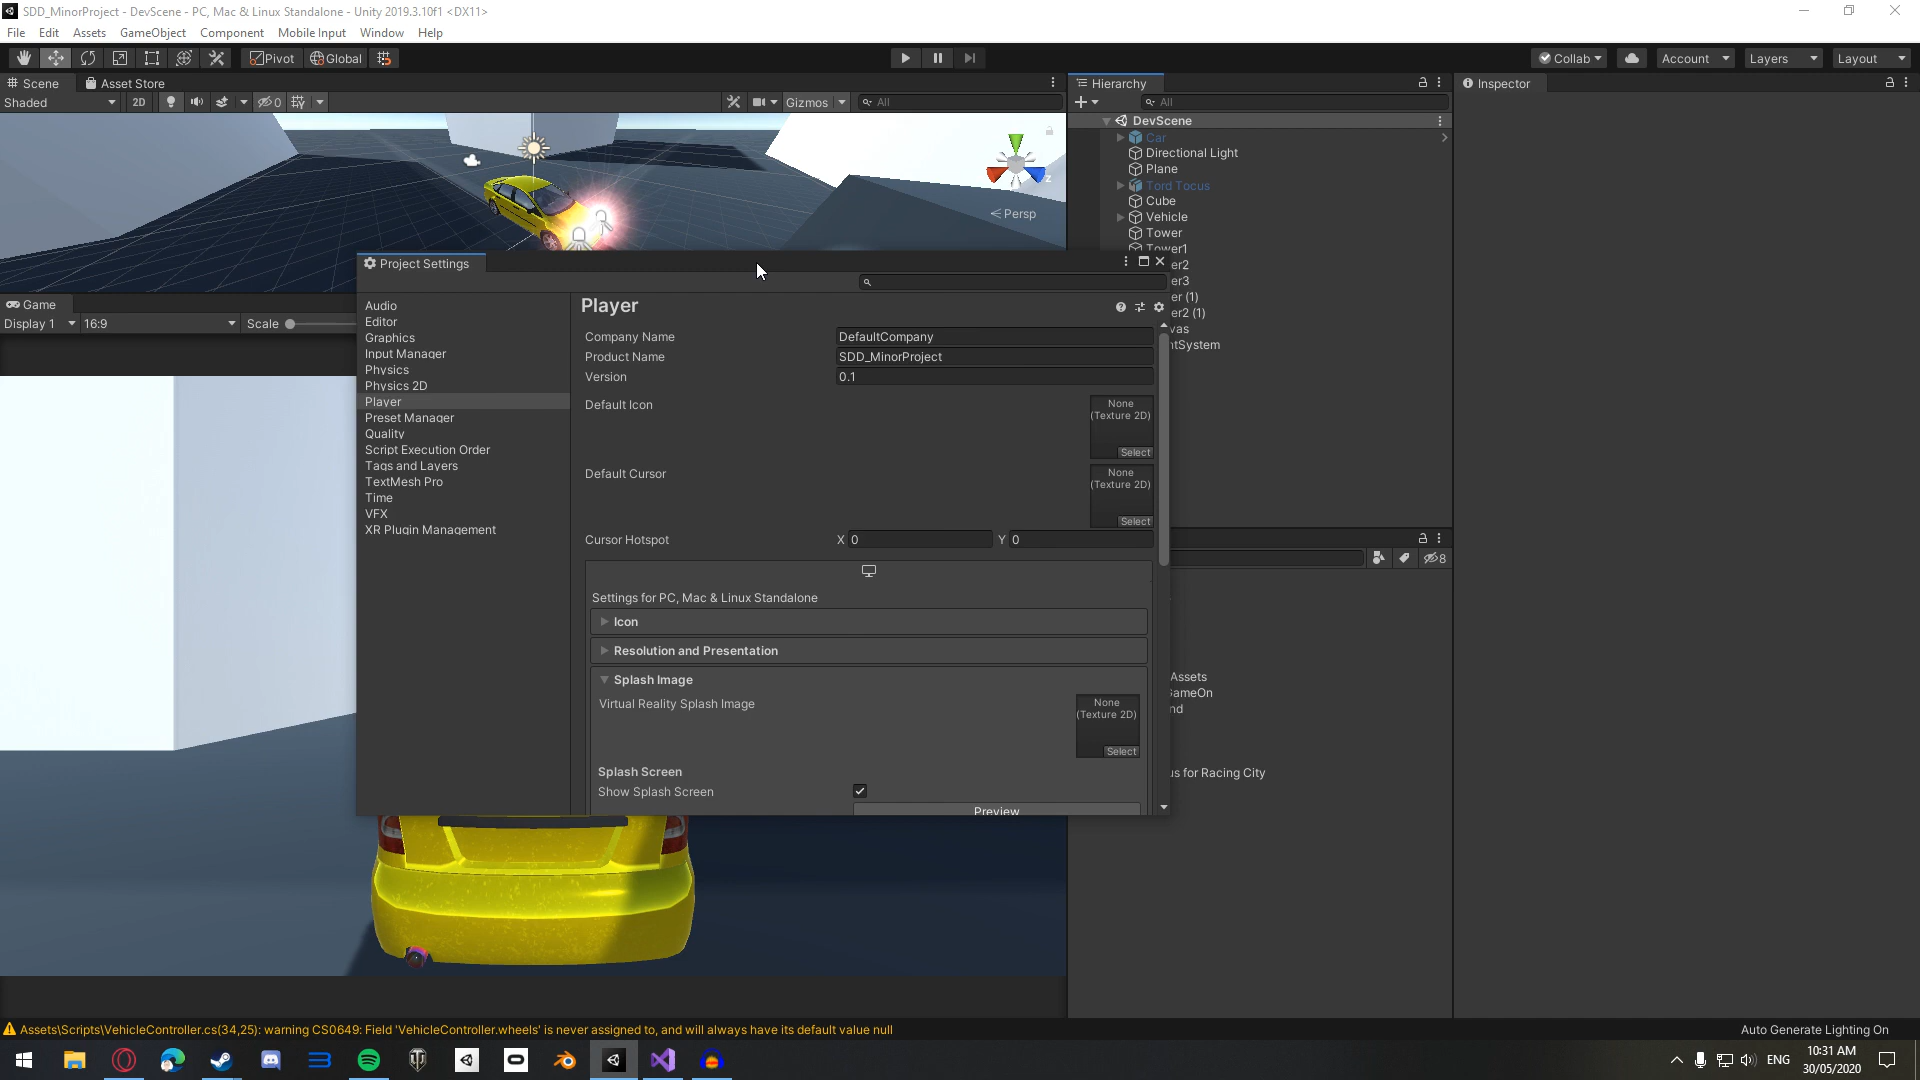 SDD_MinorProject - DevScene - PC, Mac & Linux Standalone - Unity 2019.3.10f1 <DX11>
File Edit Assets GameObject Component Mobile Input Window Help
Pivot Global Collab Account Layers Layout
Scene Asset Store
Shaded 2D 0 Gizmos All
z
Persp
Hierarchy
All
DevScene
Car
Directional Light
Plane
Tord Tocus
Cube
Vehicle
Tower
Tower1
er2
er3
er (1)
er2 (1)
vas
ntSystem
Inspector
Game
Display 1 16:9 Scale
Project Settings
Audio
Editor
Graphics
Input Manager
Physics
Physics 2D
Player
Preset Manager
Quality
Script Execution Order
Tags and Layers
TextMesh Pro
Time
VFX
XR Plugin Management
Player
Company Name DefaultCompany
Product Name SDD_MinorProject
Version 0.1
Default Icon
None
(Texture 2D)
Select
Default Cursor
None
(Texture 2D)
Select
Cursor Hotspot X 0 Y 0
Settings for PC, Mac & Linux Standalone
Icon
Resolution and Presentation
Splash Image
Virtual Reality Splash Image
None
(Texture 2D)
Select
Splash Screen
Show Splash Screen
Preview
8
Assets
GameOn
nd
us for Racing City
Assets\Scripts\VehicleController.cs(34,25): warning CS0649: Field 'VehicleController.wheels' is never assigned to, and will always have its default value null
Auto Generate Lighting On
ENG
10:31 AM
30/05/2020